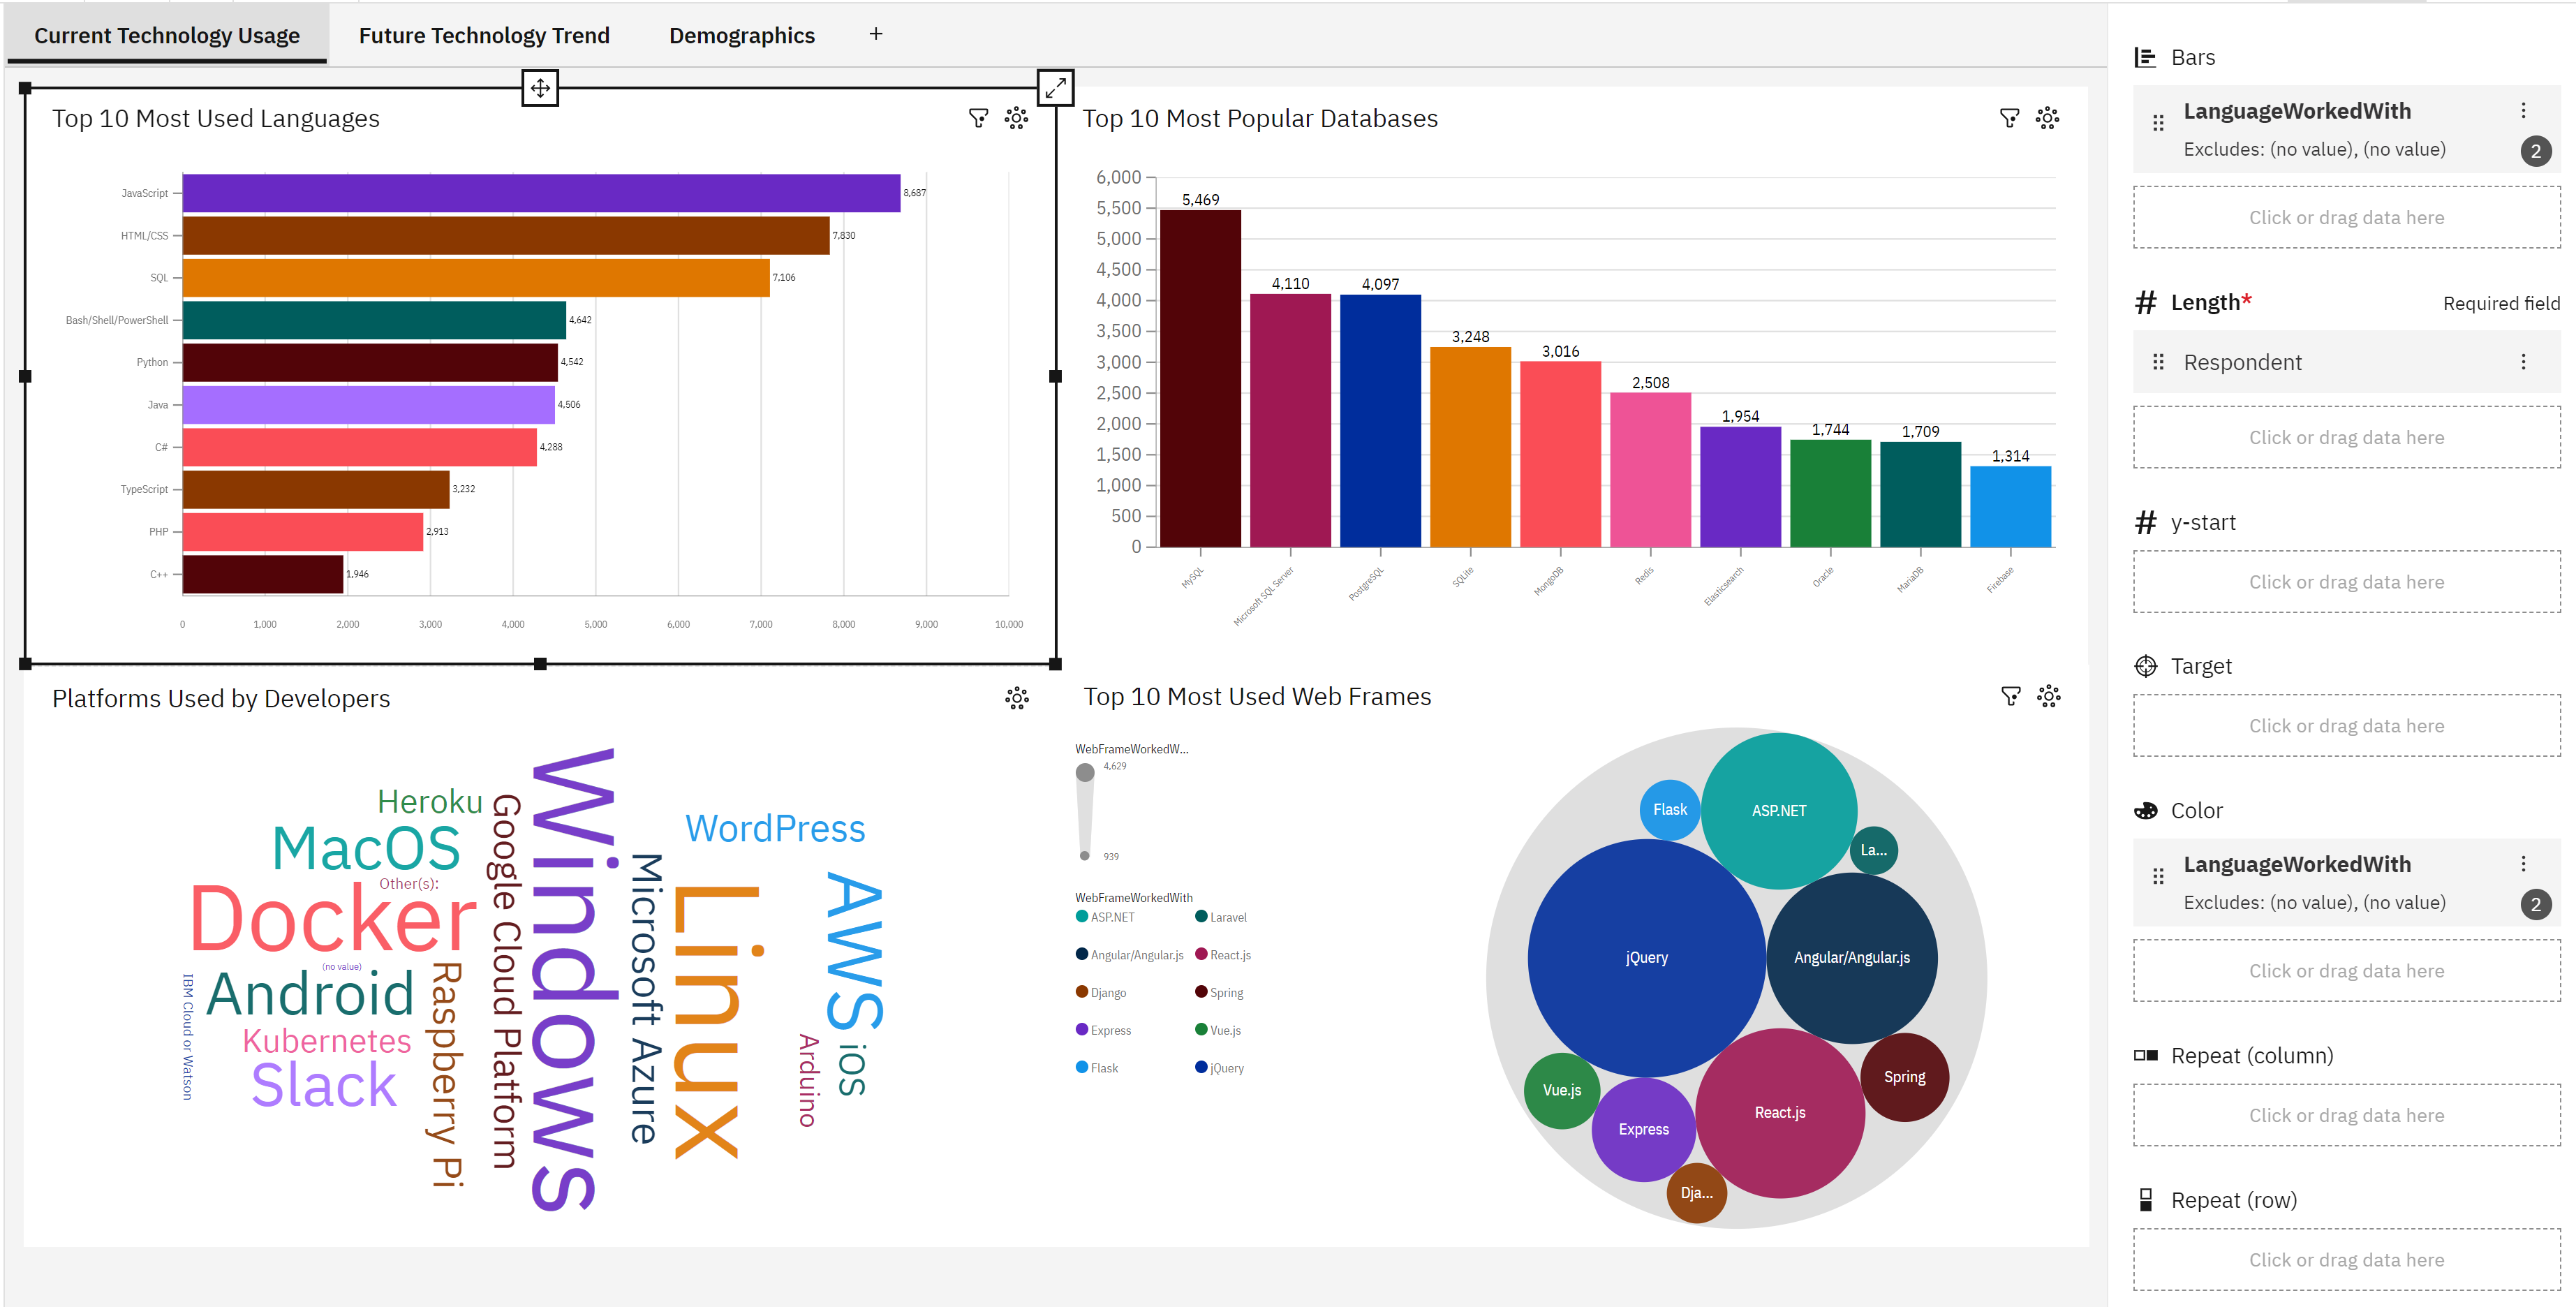 Current Technology Usage
Future Technology Trend
Demographics
+
Top 10 Most Used Languages
JavaScript
8,687
HTML/CSS
7,830
SQL
7,106
Bash/Shell/PowerShell
4,642
Python
4,542
Java
4,506
C#
4,288
TypeScript
3,232
PHP
2,913
C++
1,946
0 1,000 2,000 3,000 4,000 5,000 6,000 7,000 8,000 9,000 10,000
Top 10 Most Popular Databases
6,000
5,500
5,000
4,500
4,000
3,500
3,000
2,500
2,000
1,500
1,000
500
0
5,469
4,110
4,097
3,248
3,016
2,508
1,954
1,744
1,709
1,314
MySQL
Microsoft SQL Server
PostgreSQL
SQLite
MongoDB
Redis
Elasticsearch
Oracle
MariaDB
Firebase
Platforms Used by Developers
Heroku
MacOS
Other(s):
Docker
(no value)
Android
IBM Cloud or Watson
Kubernetes
Slack
Raspberry Pi
Google Cloud Platform
Windows
Microsoft Azure
Linux
WordPress
AWS
Arduino
iOS
Top 10 Most Used Web Frames
WebFrameWorkedW...
4,629
939
WebFrameWorkedWith
ASP.NET
Laravel
Angular/Angular.js
React.js
Django
Spring
Express
Vue.js
Flask
jQuery
Flask
ASP.NET
La...
jQuery
Angular/Angular.js
Vue.js
Express
React.js
Spring
Dja...
Bars
LanguageWorkedWith
Excludes: (no value), (no value)
2
Click or drag data here
# Length*
Required field
Respondent
Click or drag data here
# y-start
Click or drag data here
Target
Click or drag data here
Color
LanguageWorkedWith
Excludes: (no value), (no value)
2
Click or drag data here
Repeat (column)
Click or drag data here
Repeat (row)
Click or drag data here